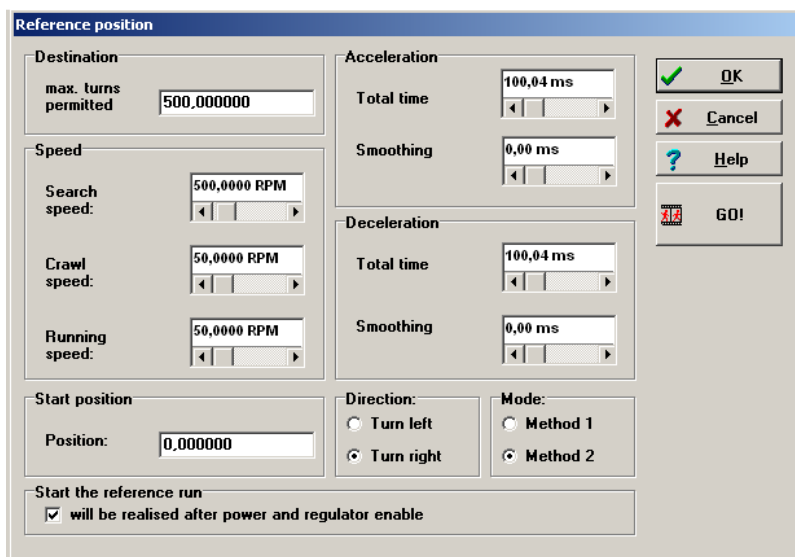 Reference position
Destination
max. turns
permitted
500,000000
Speed
Search
speed:
500,0000 RPM
Crawl
speed:
50,0000 RPM
Running
speed:
50,0000 RPM
Start position
Position:
0,000000
Acceleration
Total time
100,04 ms
Smoothing
0,00 ms
Deceleration
Total time
100,04 ms
Smoothing
0,00 ms
Direction:
Turn left
Turn right
Mode:
Method 1
Method 2
Start the reference run
will be realised after power and regulator enable
OK
Cancel
Help
GO!